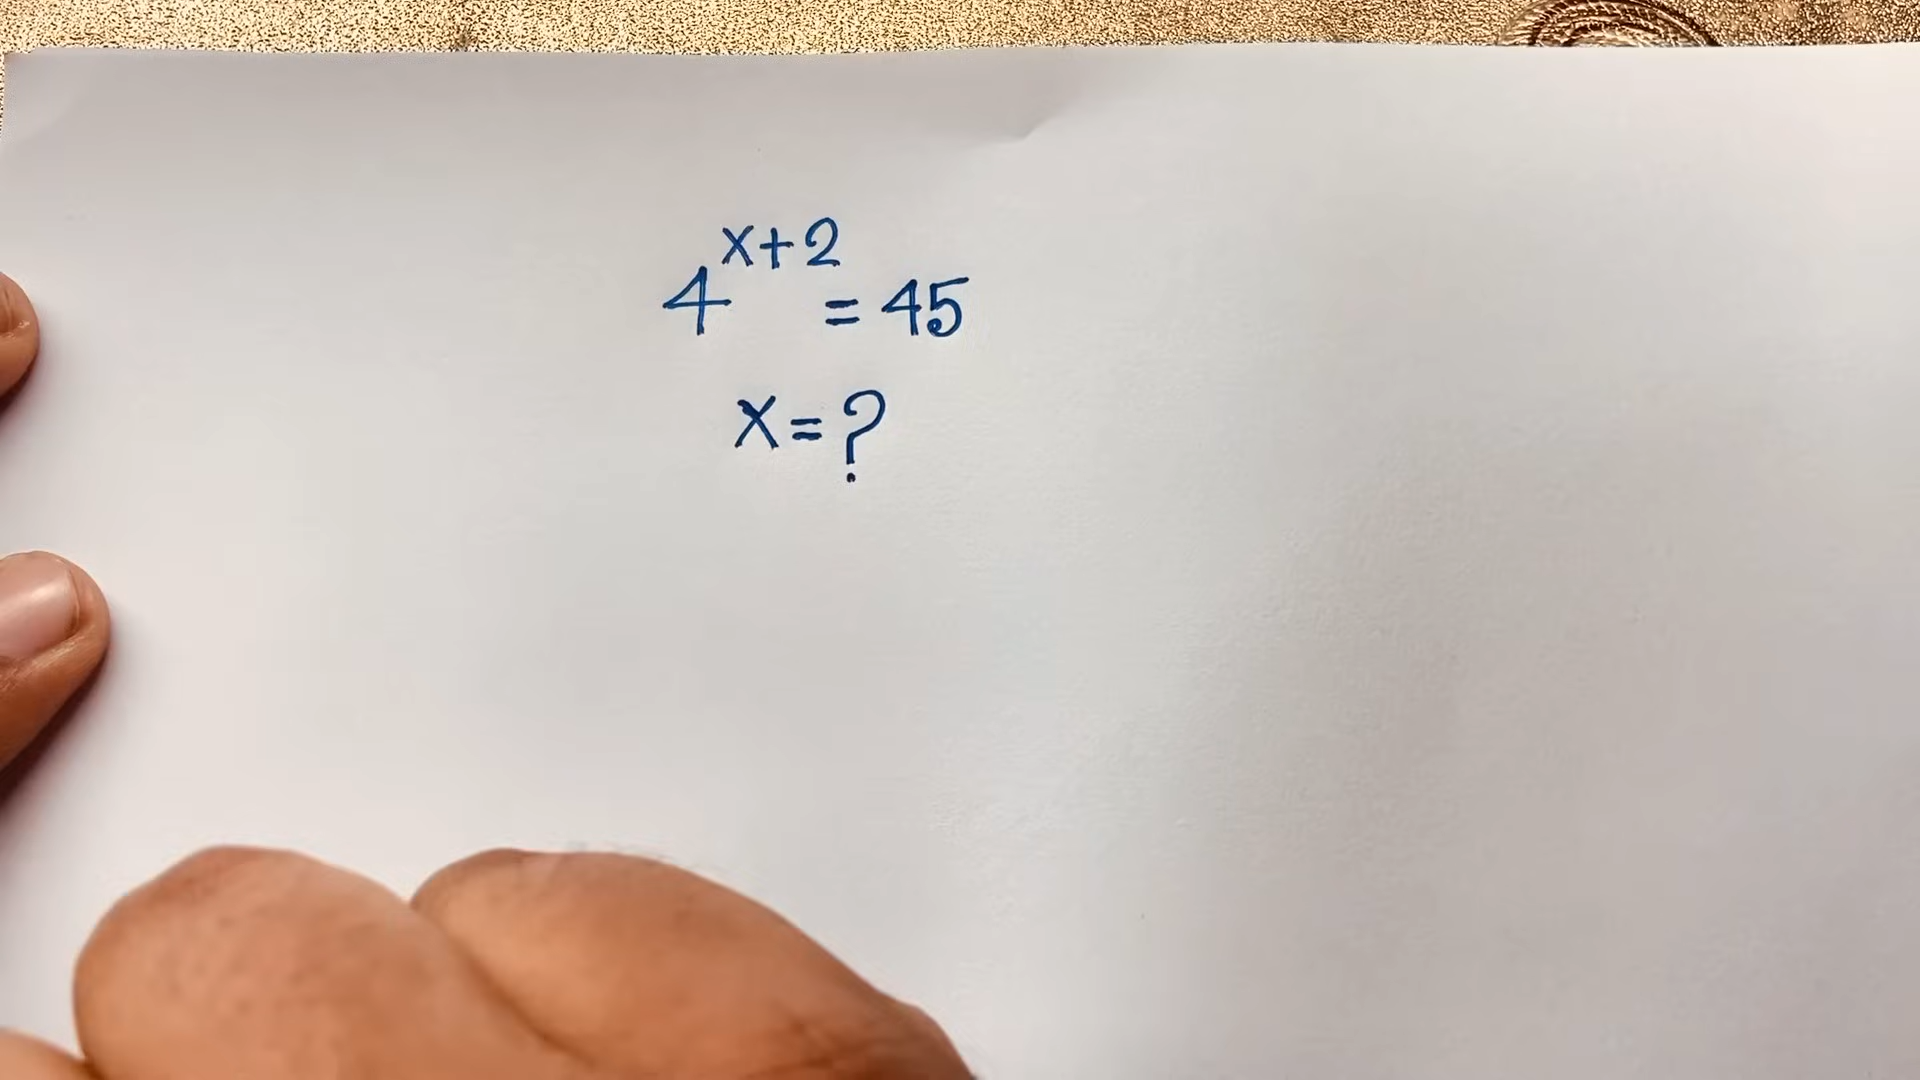 4^{x+2} = 45
x = ?